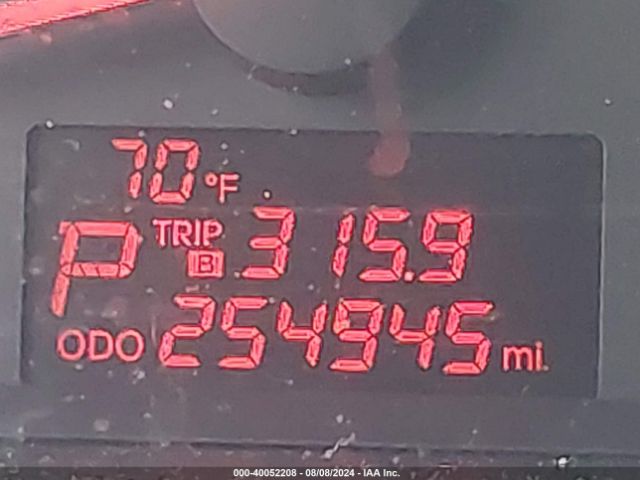 70 °F
P TRIP B 315.9
ODO 254945 mi
000-40052208 - 08/08/2024 - IAA Inc.